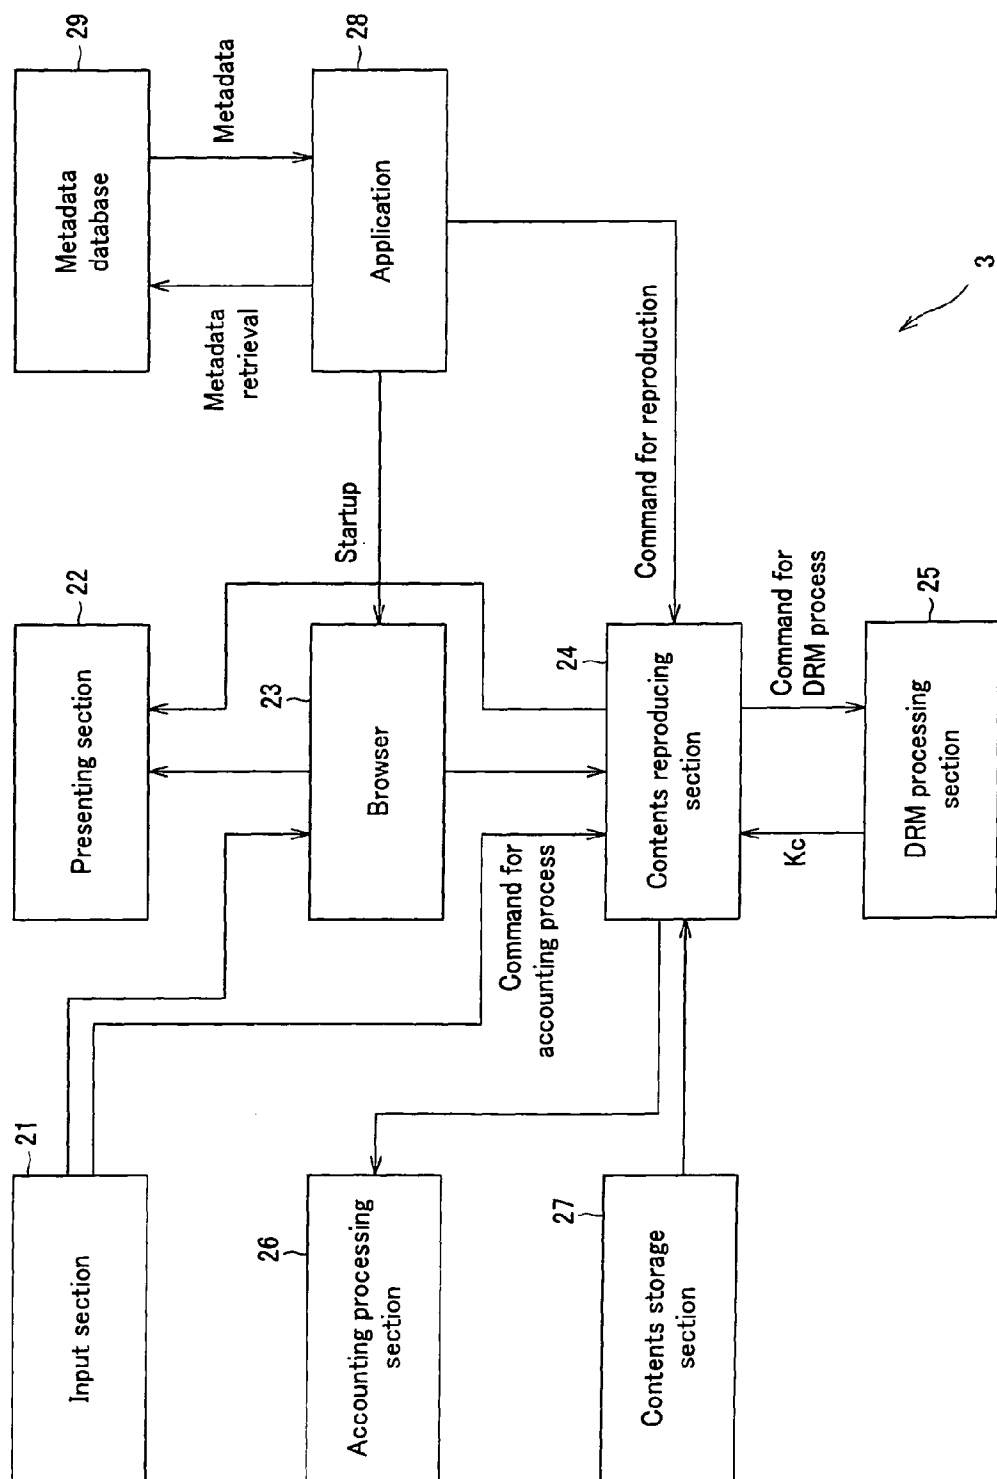 21
Input section
22
Presenting section
29
Metadata
database
Metadata
Metadata
retrieval
26
Accounting processing
section
23
Browser
Startup
28
Application
Command for
accounting process
27
Contents storage
section
24
Contents reproducing
section
Command for reproduction
Kc
Command for
DRM process
25
DRM processing
section
3